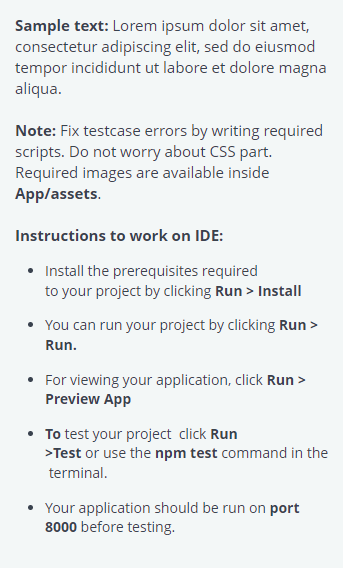 Sample text: Lorem ipsum dolor sit amet,
consectetur adipiscing elit, sed do eiusmod
tempor incididunt ut labore et dolore magna
aliqua.
Note: Fix testcase errors by writing required
scripts. Do not worry about CSS part.
Required images are available inside
App/assets.
Instructions to work on IDE:
• Install the prerequisites required
to your project by clicking Run > Install
• You can run your project by clicking Run >
Run.
• For viewing your application, click Run >
Preview App
• To test your project click Run
>Test or use the npm test command in the
terminal.
• Your application should be run on port
8000 before testing.